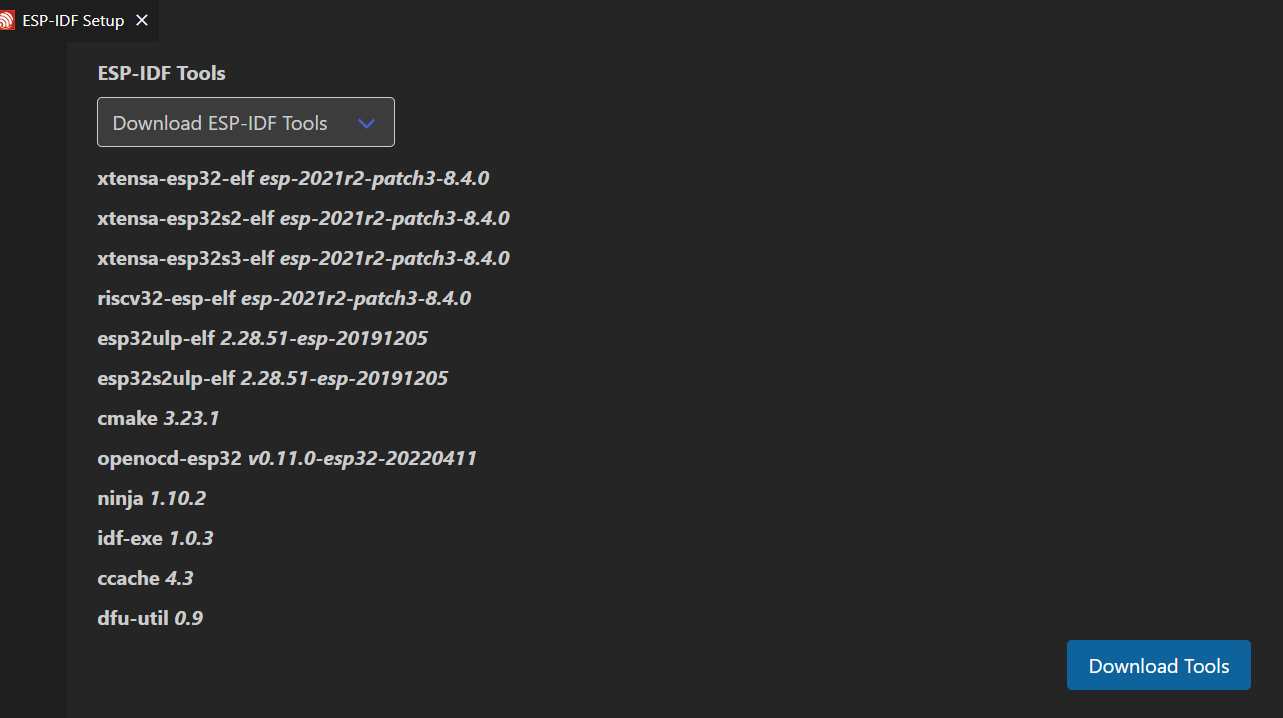 ESP-IDF Setup
ESP-IDF Tools
Download ESP-IDF Tools
xtensa-esp32-elf esp-2021r2-patch3-8.4.0
xtensa-esp32s2-elf esp-2021r2-patch3-8.4.0
xtensa-esp32s3-elf esp-2021r2-patch3-8.4.0
riscv32-esp-elf esp-2021r2-patch3-8.4.0
esp32ulp-elf 2.28.51-esp-20191205
esp32s2ulp-elf 2.28.51-esp-20191205
cmake 3.23.1
openocd-esp32 v0.11.0-esp32-20220411
ninja 1.10.2
idf-exe 1.0.3
ccache 4.3
dfu-util 0.9
Download Tools